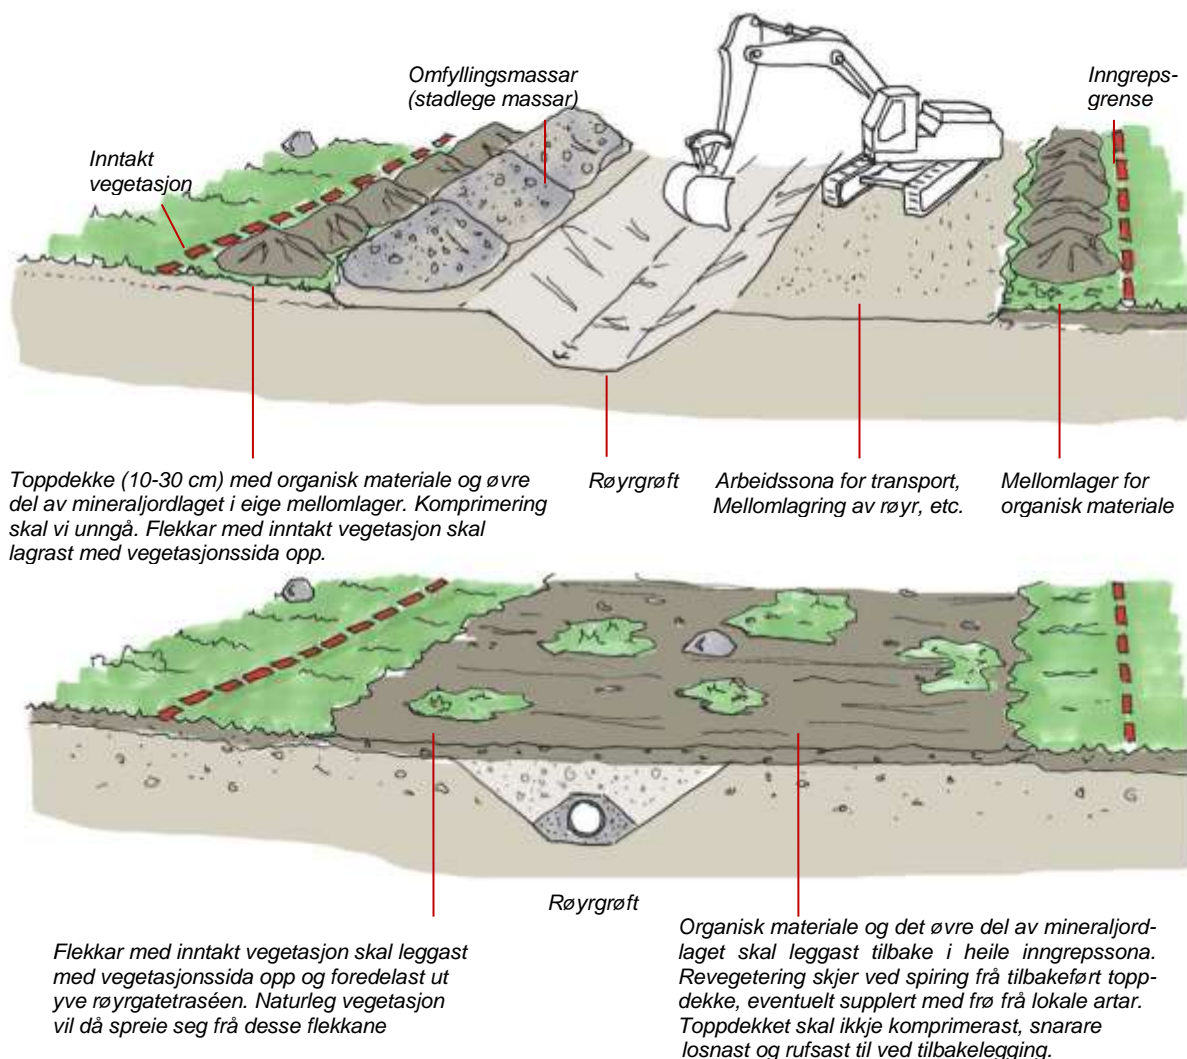 Omfyllingsmassar
(stadlege massar)
Inngreps-
grense
Inntakt
vegetasjon
Toppdekke (10-30 cm) med organisk materiale og øvre
del av mineraljordlaget i eige mellomlager. Komprimering
skal vi unngå. Flekkar med inntakt vegetasjon skal
lagrast med vegetasjonssida opp.
Røyrgrøft
Arbeidssona for transport,
Mellomlagring av røyr, etc.
Mellomlager for
organisk materiale
Røyrgrøft
Flekkar med inntakt vegetasjon skal leggast
med vegetasjonssida opp og foredelast ut
yve røyrgatetraséen. Naturleg vegetasjon
vil då spreie seg frå desse flekkane
Organisk materiale og det øvre del av mineraljord-
laget skal leggast tilbake i heile inngrepssona.
Revegetering skjer ved spiring frå tilbakeført topp-
dekke, eventuelt supplert med frø frå lokale artar.
Toppdekket skal ikkje komprimerast, snarare
losnast og rufsast til ved tilbakelegging.